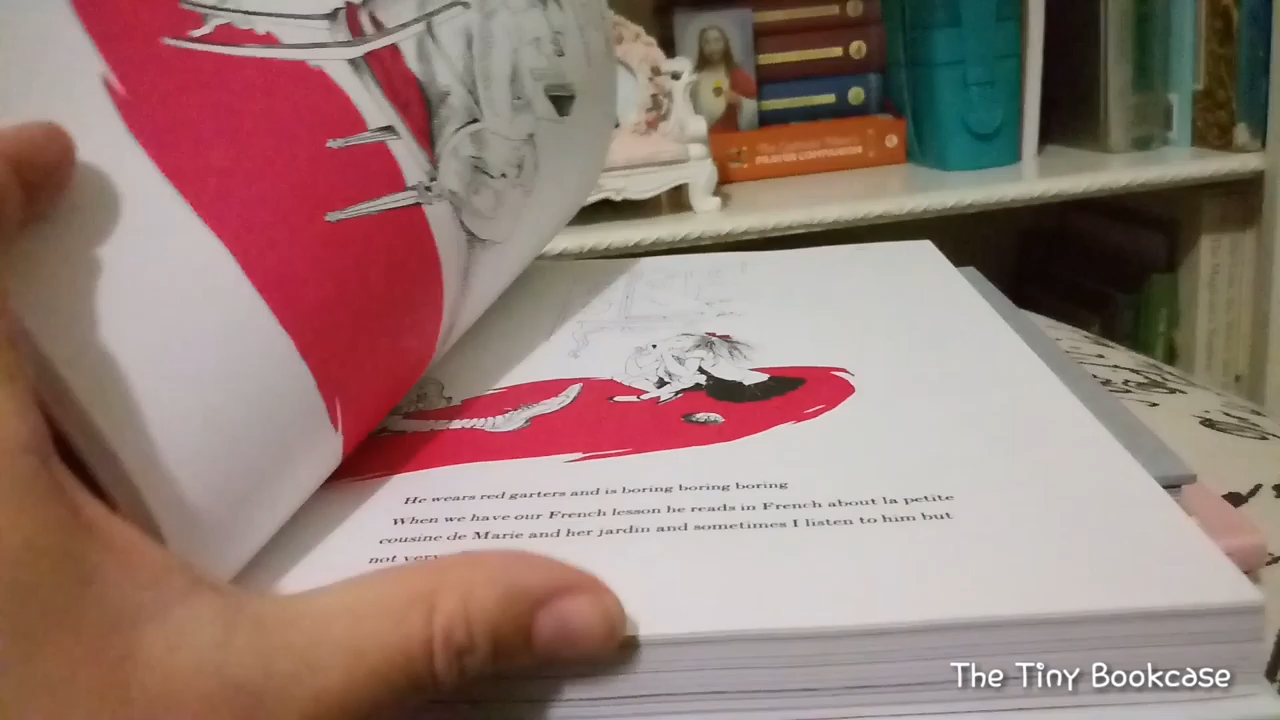 PRAYER COMPANION
He wears red garters and is boring boring boring
When we have our French lesson he reads in French about la petite
cousine de Marie and her jardin and sometimes I listen to him but
not very
The Tiny Bookcase